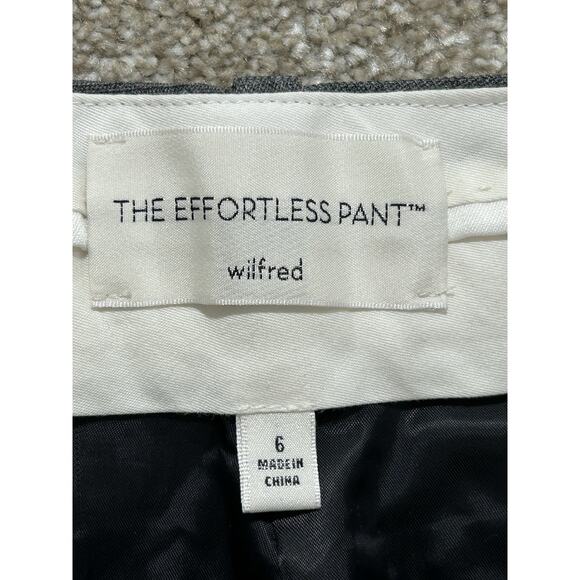 THE EFFORTLESS PANT™
wilfred
6
MADE IN
CHINA